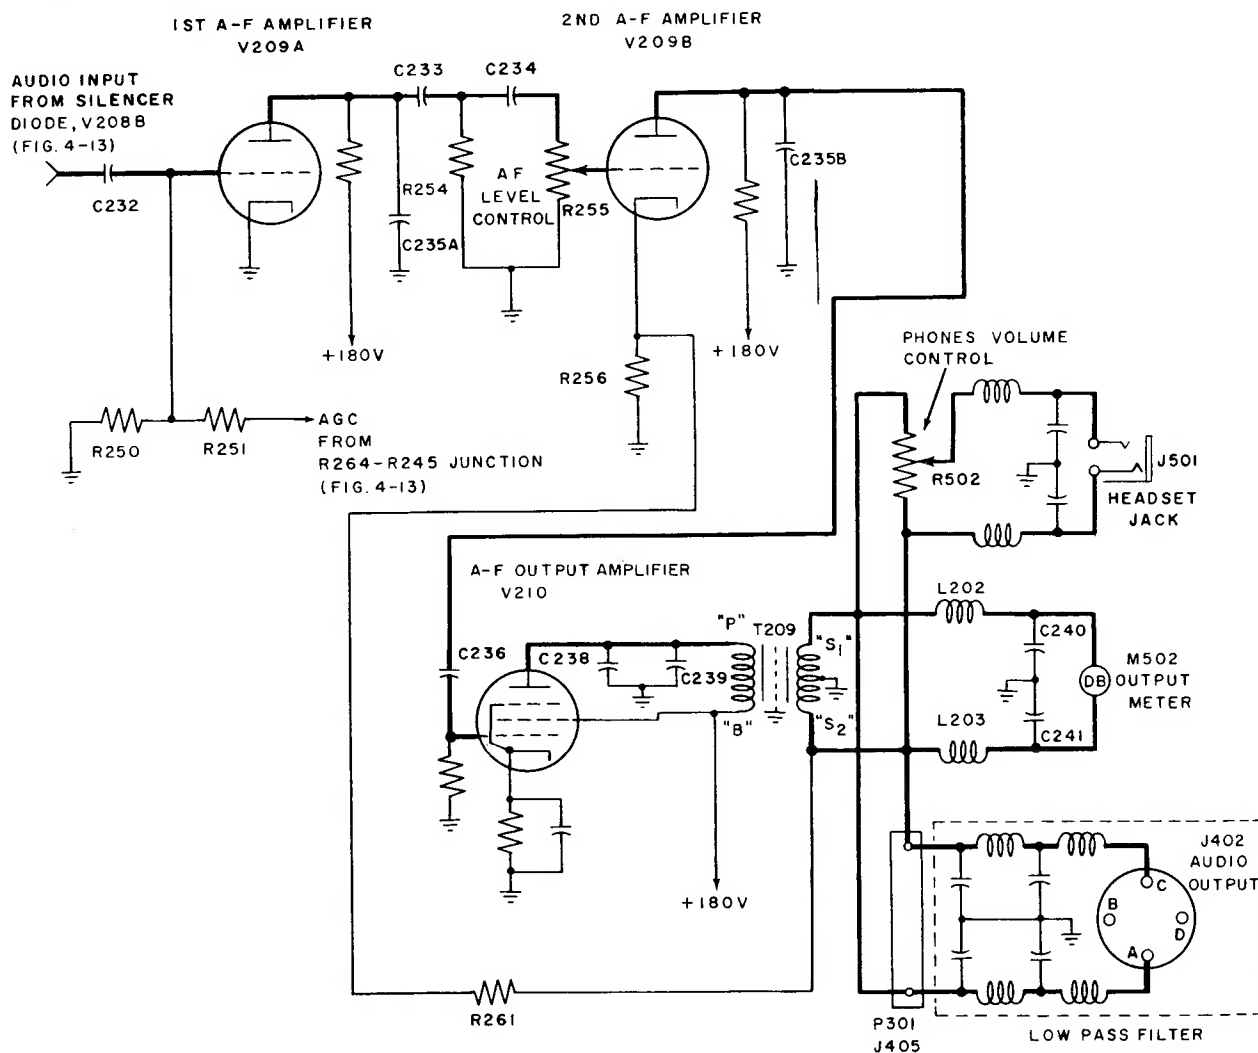 1ST A-F AMPLIFIER
V209A
2ND A-F AMPLIFIER
V209B
AUDIO INPUT
FROM SILENCER
DIODE, V208B
(FIG. 4-13)
C232
C233
C234
R254
C235A
AF
LEVEL
CONTROL
R255
C235B
+180V
+180V
R256
R250
R251
AGC
FROM
R264-R245 JUNCTION
(FIG. 4-13)
PHONES VOLUME
CONTROL
R502
J501
HEADSET
JACK
A-F OUTPUT AMPLIFIER
V210
C236
C238
C239
"P"
T209
"B"
"S1"
"S2"
+180V
L202
C240
M502
DB
OUTPUT
METER
L203
C241
J402
AUDIO
OUTPUT
C
B
D
A
R261
P301
J405
LOW PASS FILTER